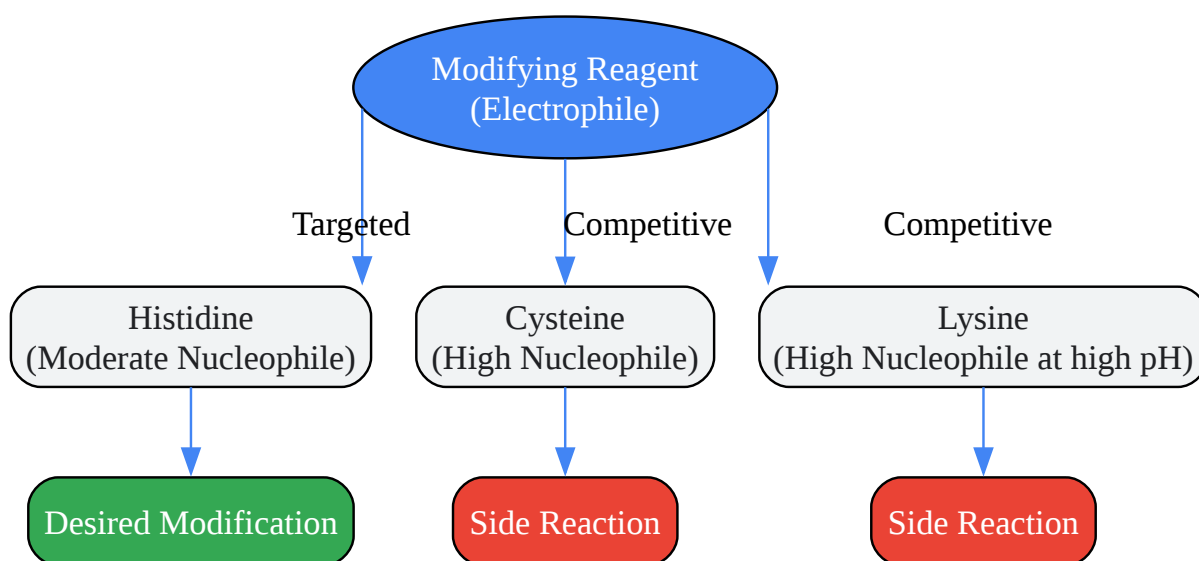 Modifying Reagent
(Electrophile)
Targeted
Competitive
Competitive
Histidine
(Moderate Nucleophile)
Cysteine
(High Nucleophile)
Lysine
(High Nucleophile at high pH)
Desired Modification
Side Reaction
Side Reaction